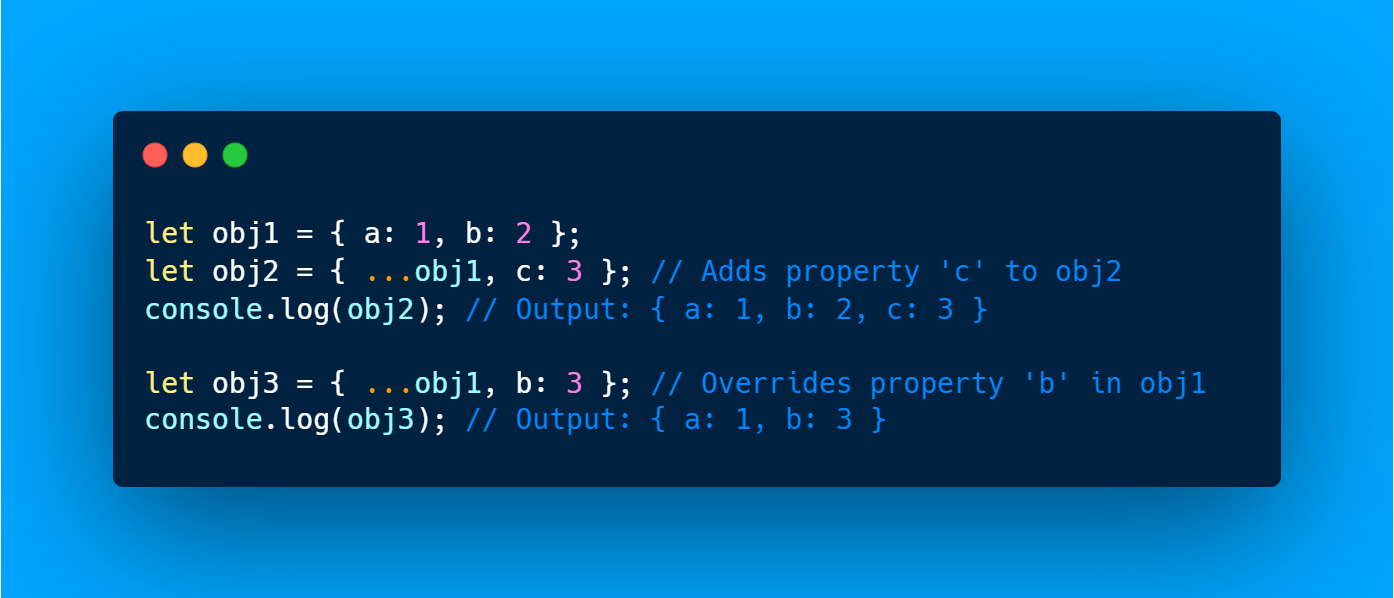 let obj1 = { a: 1, b: 2 };
let obj2 = { ...obj1, c: 3 }; // Adds property 'c' to obj2
console.log(obj2); // Output: { a: 1, b: 2, c: 3 }
let obj3 = { ...obj1, b: 3 }; // Overrides property 'b' in obj1
console.log(obj3); // Output: { a: 1, b: 3 }